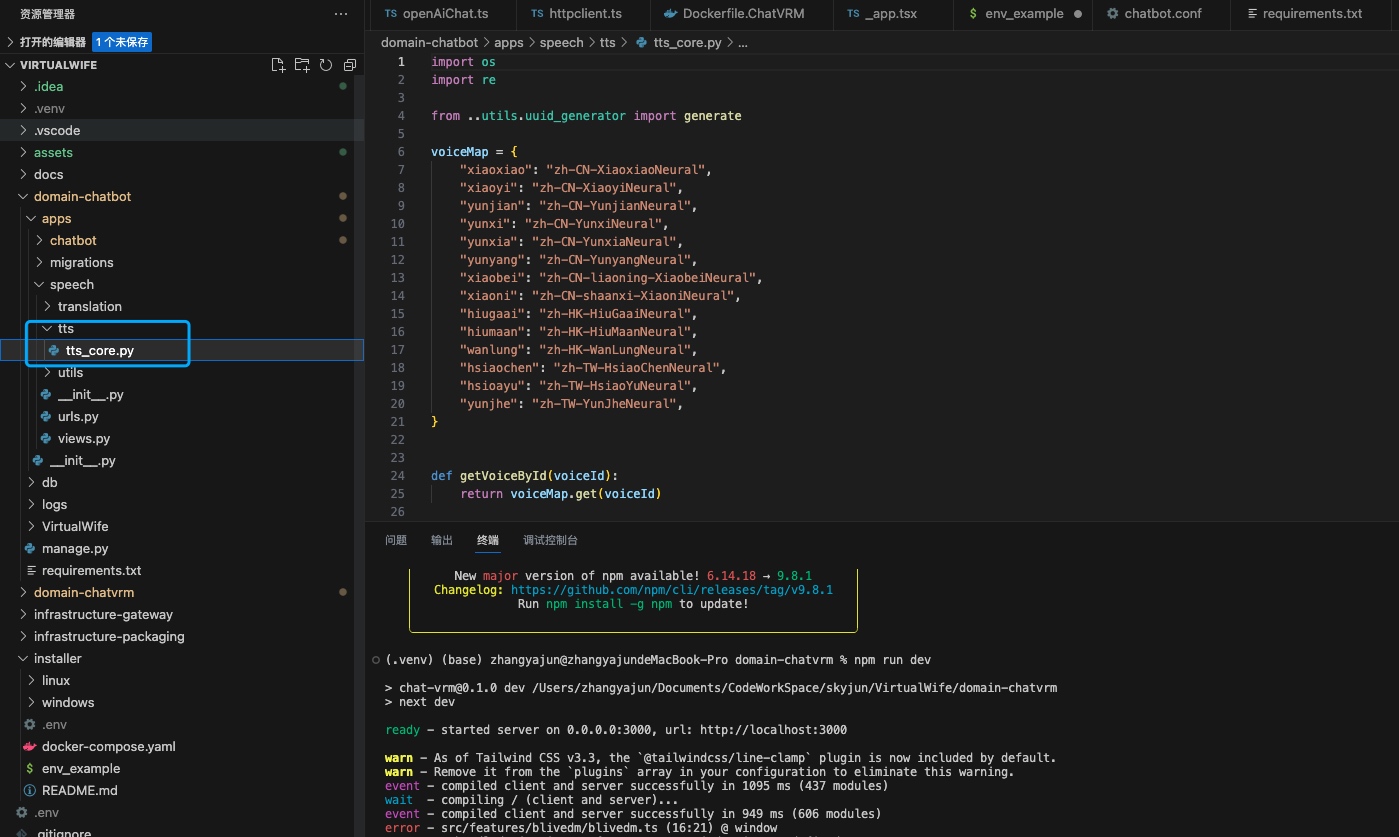 资源管理器
打开的编辑器 1 个未保存
VIRTUALWIFE
.idea
.venv
.vscode
assets
docs
domain-chatbot
apps
chatbot
migrations
speech
translation
tts
tts_core.py
utils
__init__.py
urls.py
views.py
__init__.py
db
logs
VirtualWife
manage.py
requirements.txt
domain-chatvrm
infrastructure-gateway
infrastructure-packaging
installer
linux
windows
.env
docker-compose.yaml
$ env_example
README.md
.env
.gitignore
TS openAiChat.ts TS httpclient.ts Dockerfile.ChatVRM TS _app.tsx $ env_example chatbot.conf requirements.txt
domain-chatbot > apps > speech > tts > tts_core.py > ...
1 import os
2 import re
3
4 from ..utils.uuid_generator import generate
5
6 voiceMap = {
7 "xiaoxiao": "zh-CN-XiaoxiaoNeural",
8 "xiaoyi": "zh-CN-XiaoyiNeural",
9 "yunjian": "zh-CN-YunjianNeural",
10 "yunxi": "zh-CN-YunxiNeural",
11 "yunxia": "zh-CN-YunxiaNeural",
12 "yunyang": "zh-CN-YunyangNeural",
13 "xiaobei": "zh-CN-liaoning-XiaobeiNeural",
14 "xiaoni": "zh-CN-shaanxi-XiaoniNeural",
15 "hiugaai": "zh-HK-HiuGaaiNeural",
16 "hiumaan": "zh-HK-HiuMaanNeural",
17 "wanlung": "zh-HK-WanLungNeural",
18 "hsiaochen": "zh-TW-HsiaoChenNeural",
19 "hsioayu": "zh-TW-HsiaoYuNeural",
20 "yunjhe": "zh-TW-YunJheNeural",
21 }
22
23
24 def getVoiceById(voiceId):
25 return voiceMap.get(voiceId)
26
问题 输出 终端 调试控制台
New major version of npm available! 6.14.18 → 9.8.1
Changelog: https://github.com/npm/cli/releases/tag/v9.8.1
Run npm install -g npm to update!
(.venv) (base) zhangyajun@zhangyajundeMacBook-Pro domain-chatvrm % npm run dev
> chat-vrm@0.1.0 dev /Users/zhangyajun/Documents/CodeWorkSpace/skyjun/VirtualWife/domain-chatvrm
> next dev
ready - started server on 0.0.0.0:3000, url: http://localhost:3000
warn - As of Tailwind CSS v3.3, the `@tailwindcss/line-clamp` plugin is now included by default.
warn - Remove it from the `plugins` array in your configuration to eliminate this warning.
event - compiled client and server successfully in 1095 ms (437 modules)
wait - compiling / (client and server)...
event - compiled client and server successfully in 949 ms (606 modules)
error - src/features/blivedm/blivedm.ts (16:21) @ window